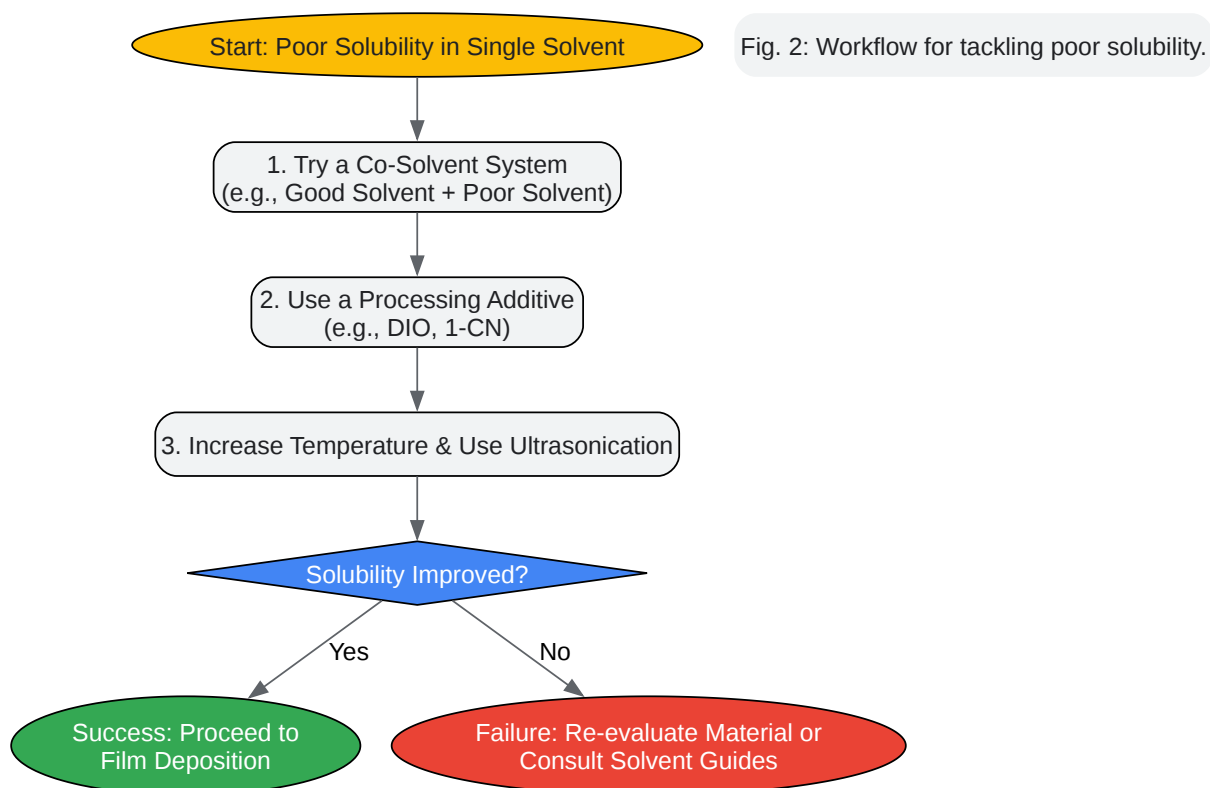 Start: Poor Solubility in Single Solvent
Fig. 2: Workflow for tackling poor solubility.
1. Try a Co-Solvent System
(e.g., Good Solvent + Poor Solvent)
2. Use a Processing Additive
(e.g., DIO, 1-CN)
3. Increase Temperature & Use Ultrasonication
Solubility Improved?
Yes
No
Success: Proceed to
Film Deposition
Failure: Re-evaluate Material or
Consult Solvent Guides